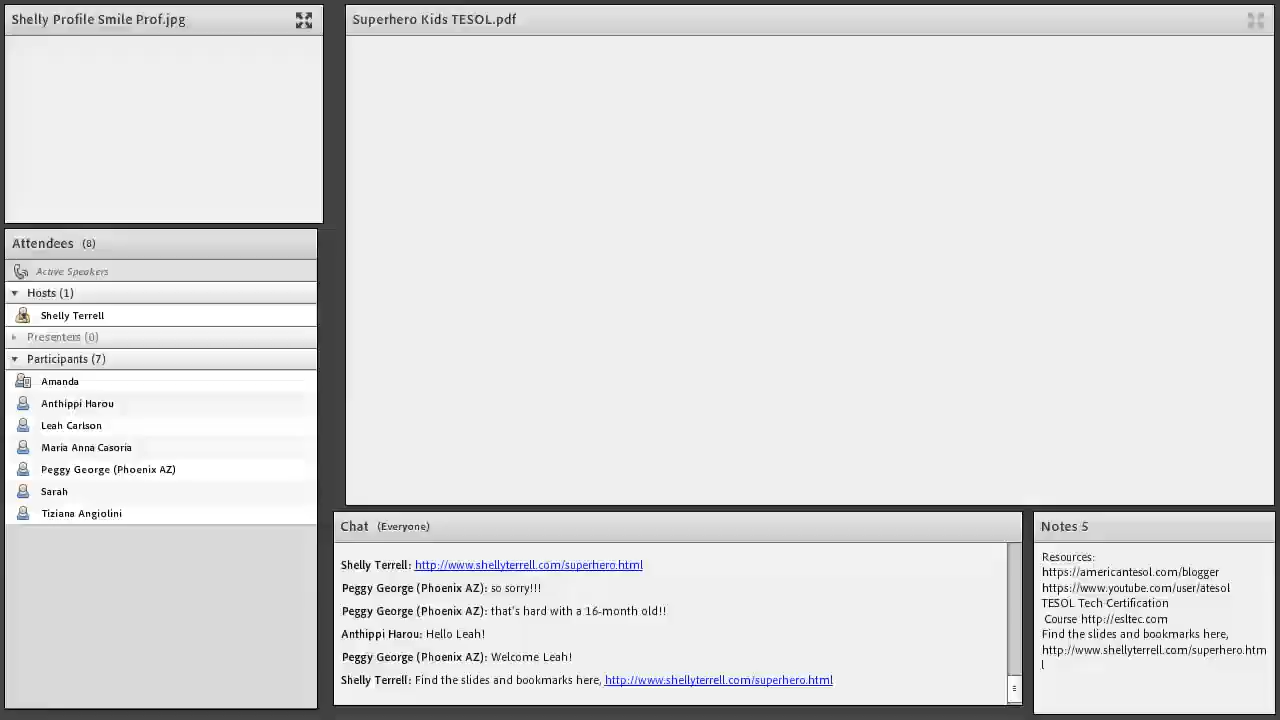 Shelly Profile Smile Prof.jpg
Superhero Kids TESOL.pdf
Attendees (8)
Active Speakers
Hosts (1)
Shelly Terrell
Presenters (0)
Participants (7)
Amanda
Anthippi Harou
Leah Carlson
Maria Anna Casoria
Peggy George (Phoenix AZ)
Sarah
Tiziana Angiolini
Chat (Everyone)
Shelly Terrell: http://www.shellyterrell.com/superhero.html
Peggy George (Phoenix AZ): so sorry!!!
Peggy George (Phoenix AZ): that's hard with a 16-month old!!
Anthippi Harou: Hello Leah!
Peggy George (Phoenix AZ): Welcome Leah!
Shelly Terrell: Find the slides and bookmarks here, http://www.shellyterrell.com/superhero.html
Notes 5
Resources:
https://americantesol.com/blogger
https://www.youtube.com/user/atesol
TESOL Tech Certification
Course http://esltec.com
Find the slides and bookmarks here,
http://www.shellyterrell.com/superhero.htm
l